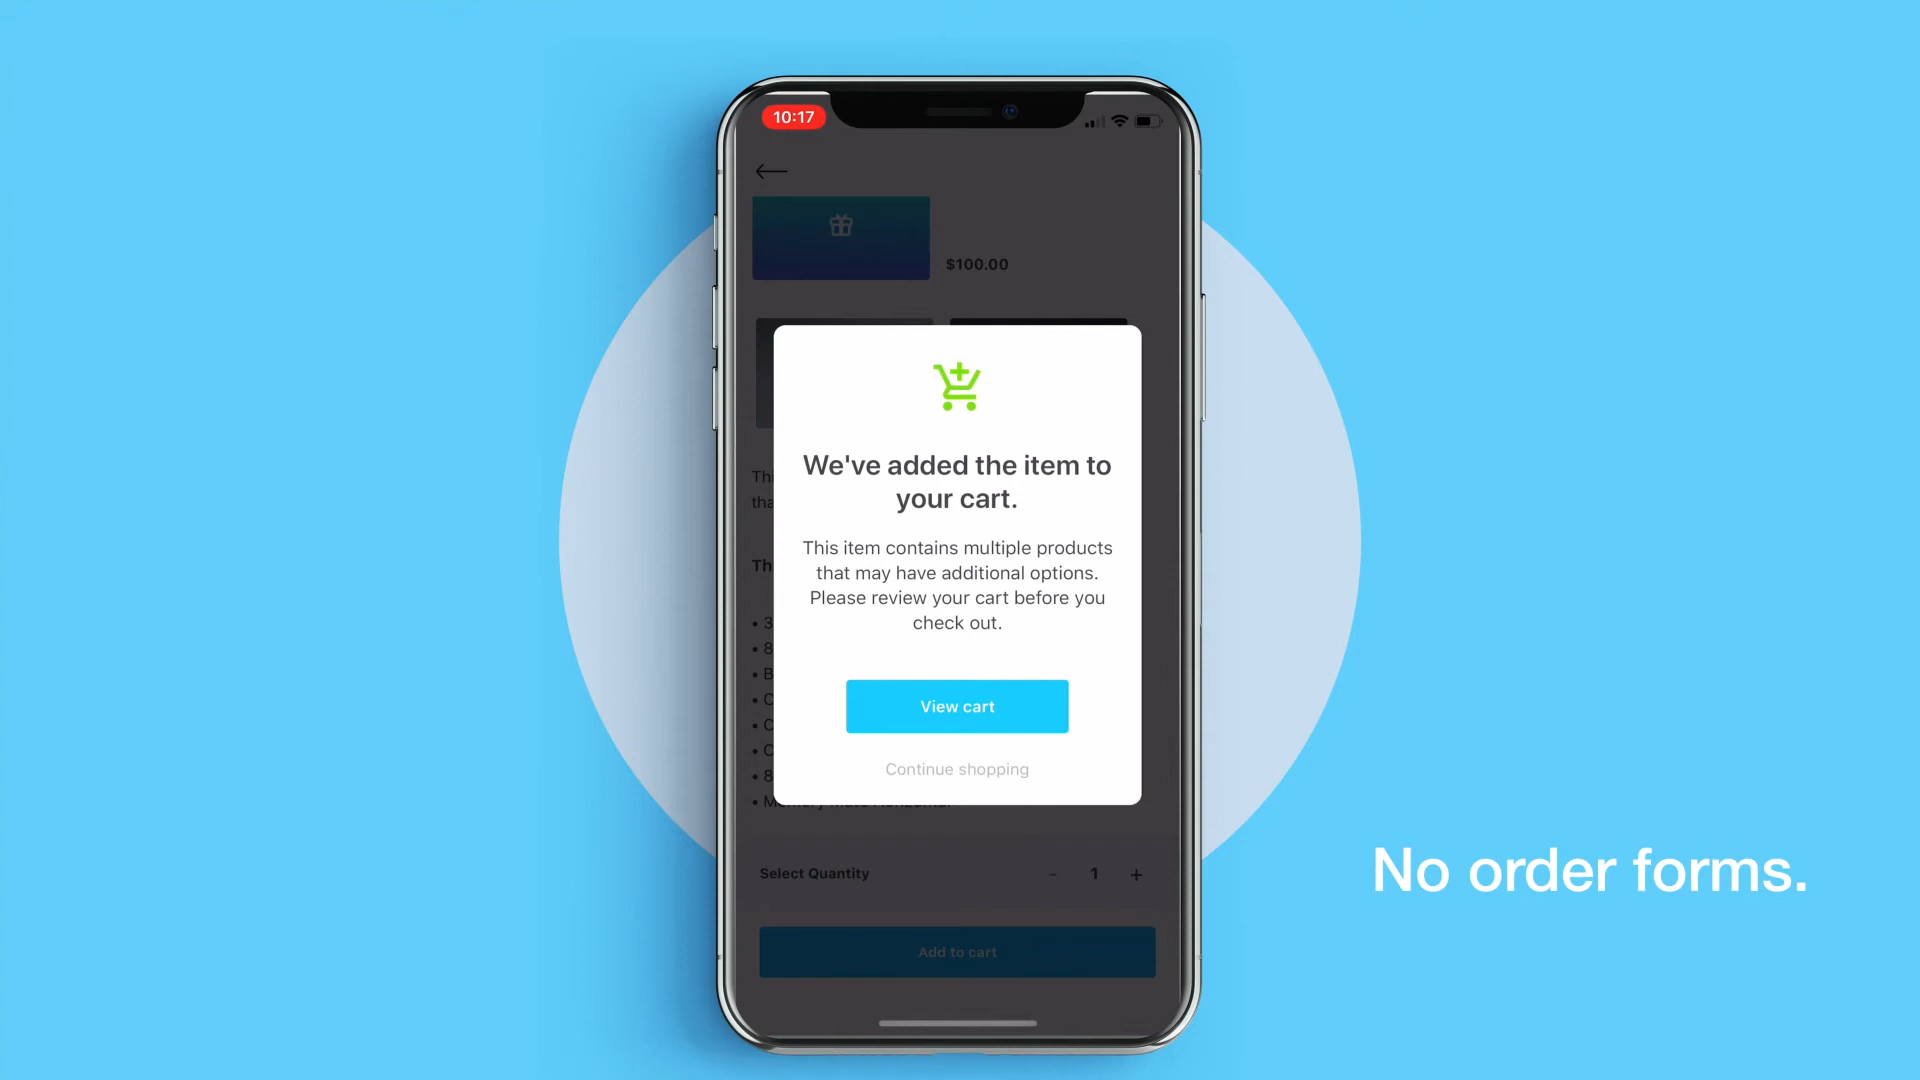 10:17
$100.00
We've added the item to
your cart.
This item contains multiple products
that may have additional options.
Please review your cart before you
check out.
View cart
Continue shopping
Select Quantity
- 1 +
Add to cart
No order forms.